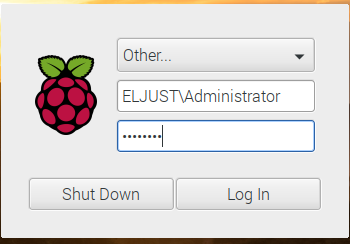 Other...
ELJUST\Administrator
••••••••
Shut Down
Log In